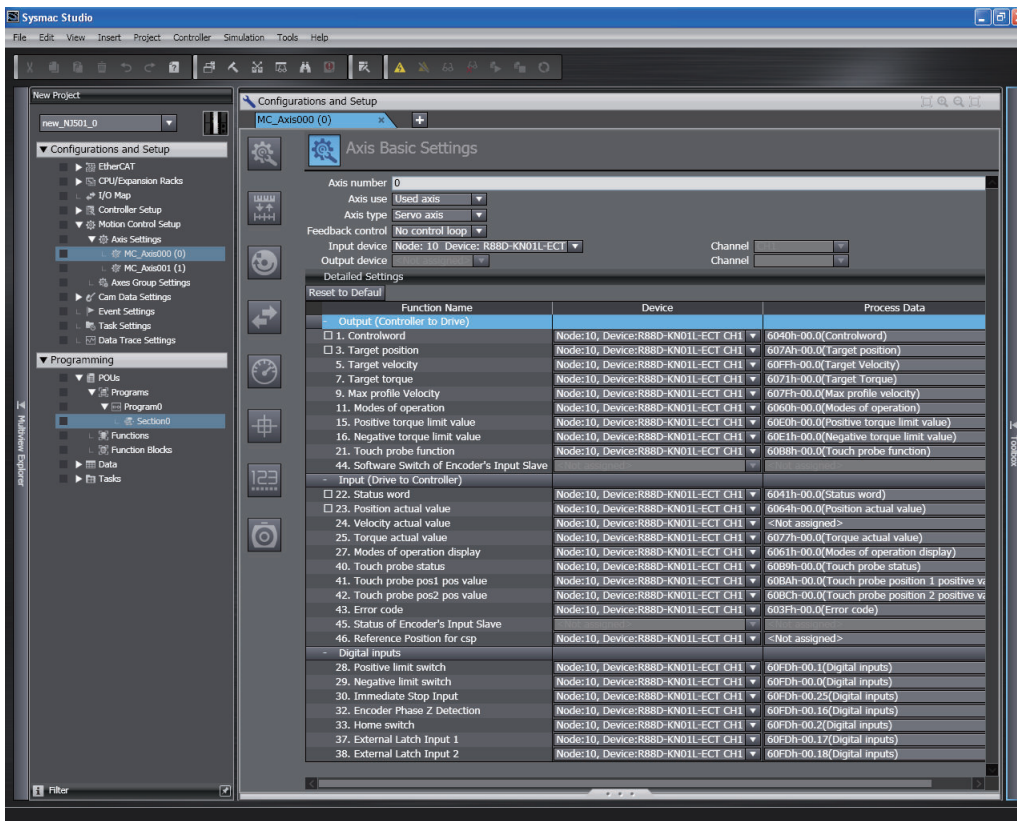 Sysmac Studio
File Edit View Insert Project Controller Simulation Tools Help
New Project
new_NJ501_0
Configurations and Setup
EtherCAT
CPU/Expansion Racks
I/O Map
Controller Setup
Motion Control Setup
Axis Settings
MC_Axis000 (0)
MC_Axis001 (1)
Axes Group Settings
Cam Data Settings
Event Settings
Task Settings
Data Trace Settings
Programming
POUs
Programs
Program0
Section0
Functions
Function Blocks
Data
Tasks
Filter
Multiview Explorer
Configurations and Setup
MC_Axis000 (0)
Axis Basic Settings
Axis number 0
Axis use Used axis
Axis type Servo axis
Feedback control No control loop
Input device Node: 10 Device: R88D-KN01L-ECT Channel CH1
Output device <Not assigned> Channel
Detailed Settings
Reset to Defaul
Function Name Device Process Data
- Output (Controller to Drive)
1. Controlword Node:10, Device:R88D-KN01L-ECT CH1 6040h-00.0(Controlword)
3. Target position Node:10, Device:R88D-KN01L-ECT CH1 607Ah-00.0(Target position)
5. Target velocity Node:10, Device:R88D-KN01L-ECT CH1 60FFh-00.0(Target Velocity)
7. Target torque Node:10, Device:R88D-KN01L-ECT CH1 6071h-00.0(Target Torque)
9. Max profile Velocity Node:10, Device:R88D-KN01L-ECT CH1 607Fh-00.0(Max profile velocity)
11. Modes of operation Node:10, Device:R88D-KN01L-ECT CH1 6060h-00.0(Modes of operation)
15. Positive torque limit value Node:10, Device:R88D-KN01L-ECT CH1 60E0h-00.0(Positive torque limit value)
16. Negative torque limit value Node:10, Device:R88D-KN01L-ECT CH1 60E1h-00.0(Negative torque limit value)
21. Touch probe function Node:10, Device:R88D-KN01L-ECT CH1 60B8h-00.0(Touch probe function)
44. Software Switch of Encoder's Input Slave <Not assigned> <Not assigned>
- Input (Drive to Controller)
22. Status word Node:10, Device:R88D-KN01L-ECT CH1 6041h-00.0(Status word)
23. Position actual value Node:10, Device:R88D-KN01L-ECT CH1 6064h-00.0(Position actual value)
24. Velocity actual value Node:10, Device:R88D-KN01L-ECT CH1 <Not assigned>
25. Torque actual value Node:10, Device:R88D-KN01L-ECT CH1 6077h-00.0(Torque actual value)
27. Modes of operation display Node:10, Device:R88D-KN01L-ECT CH1 6061h-00.0(Modes of operation display)
40. Touch probe status Node:10, Device:R88D-KN01L-ECT CH1 60B9h-00.0(Touch probe status)
41. Touch probe pos1 pos value Node:10, Device:R88D-KN01L-ECT CH1 60BAh-00.0(Touch probe position 1 positive va
42. Touch probe pos2 pos value Node:10, Device:R88D-KN01L-ECT CH1 60BCh-00.0(Touch probe position 2 positive va
43. Error code Node:10, Device:R88D-KN01L-ECT CH1 603Fh-00.0(Error code)
45. Status of Encoder's Input Slave <Not assigned> <Not assigned>
46. Reference Position for csp Node:10, Device:R88D-KN01L-ECT CH1 <Not assigned>
- Digital inputs
28. Positive limit switch Node:10, Device:R88D-KN01L-ECT CH1 60FDh-00.1(Digital inputs)
29. Negative limit switch Node:10, Device:R88D-KN01L-ECT CH1 60FDh-00.0(Digital inputs)
30. Immediate Stop Input Node:10, Device:R88D-KN01L-ECT CH1 60FDh-00.25(Digital inputs)
32. Encoder Phase Z Detection Node:10, Device:R88D-KN01L-ECT CH1 60FDh-00.16(Digital inputs)
33. Home switch Node:10, Device:R88D-KN01L-ECT CH1 60FDh-00.2(Digital inputs)
37. External Latch Input 1 Node:10, Device:R88D-KN01L-ECT CH1 60FDh-00.17(Digital inputs)
38. External Latch Input 2 Node:10, Device:R88D-KN01L-ECT CH1 60FDh-00.18(Digital inputs)
123
Toolbox